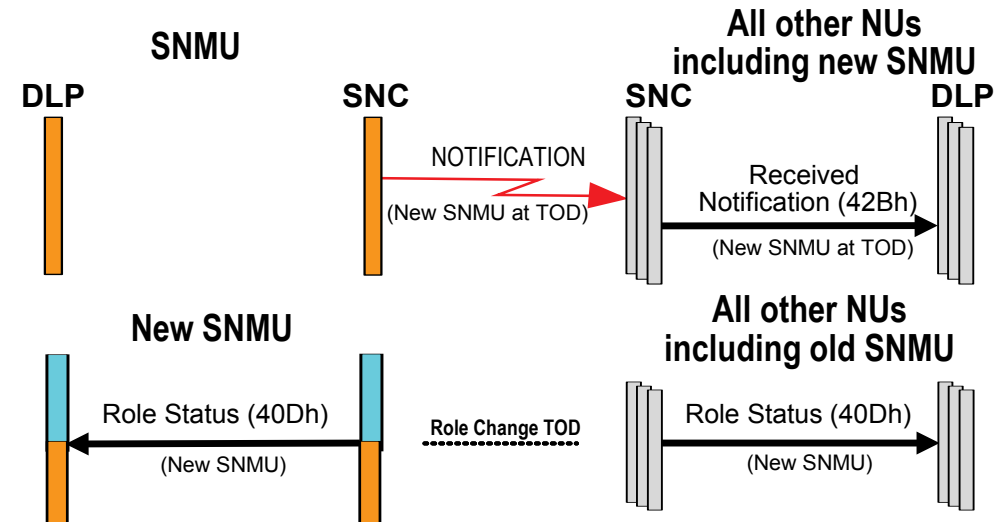 SNMU
All other NUs
including new SNMU
DLP
SNC
SNC
DLP
NOTIFICATION
(New SNMU at TOD)
Received
Notification (42Bh)
(New SNMU at TOD)
New SNMU
All other NUs
including old SNMU
Role Status (40Dh)
(New SNMU)
Role Change TOD
Role Status (40Dh)
(New SNMU)